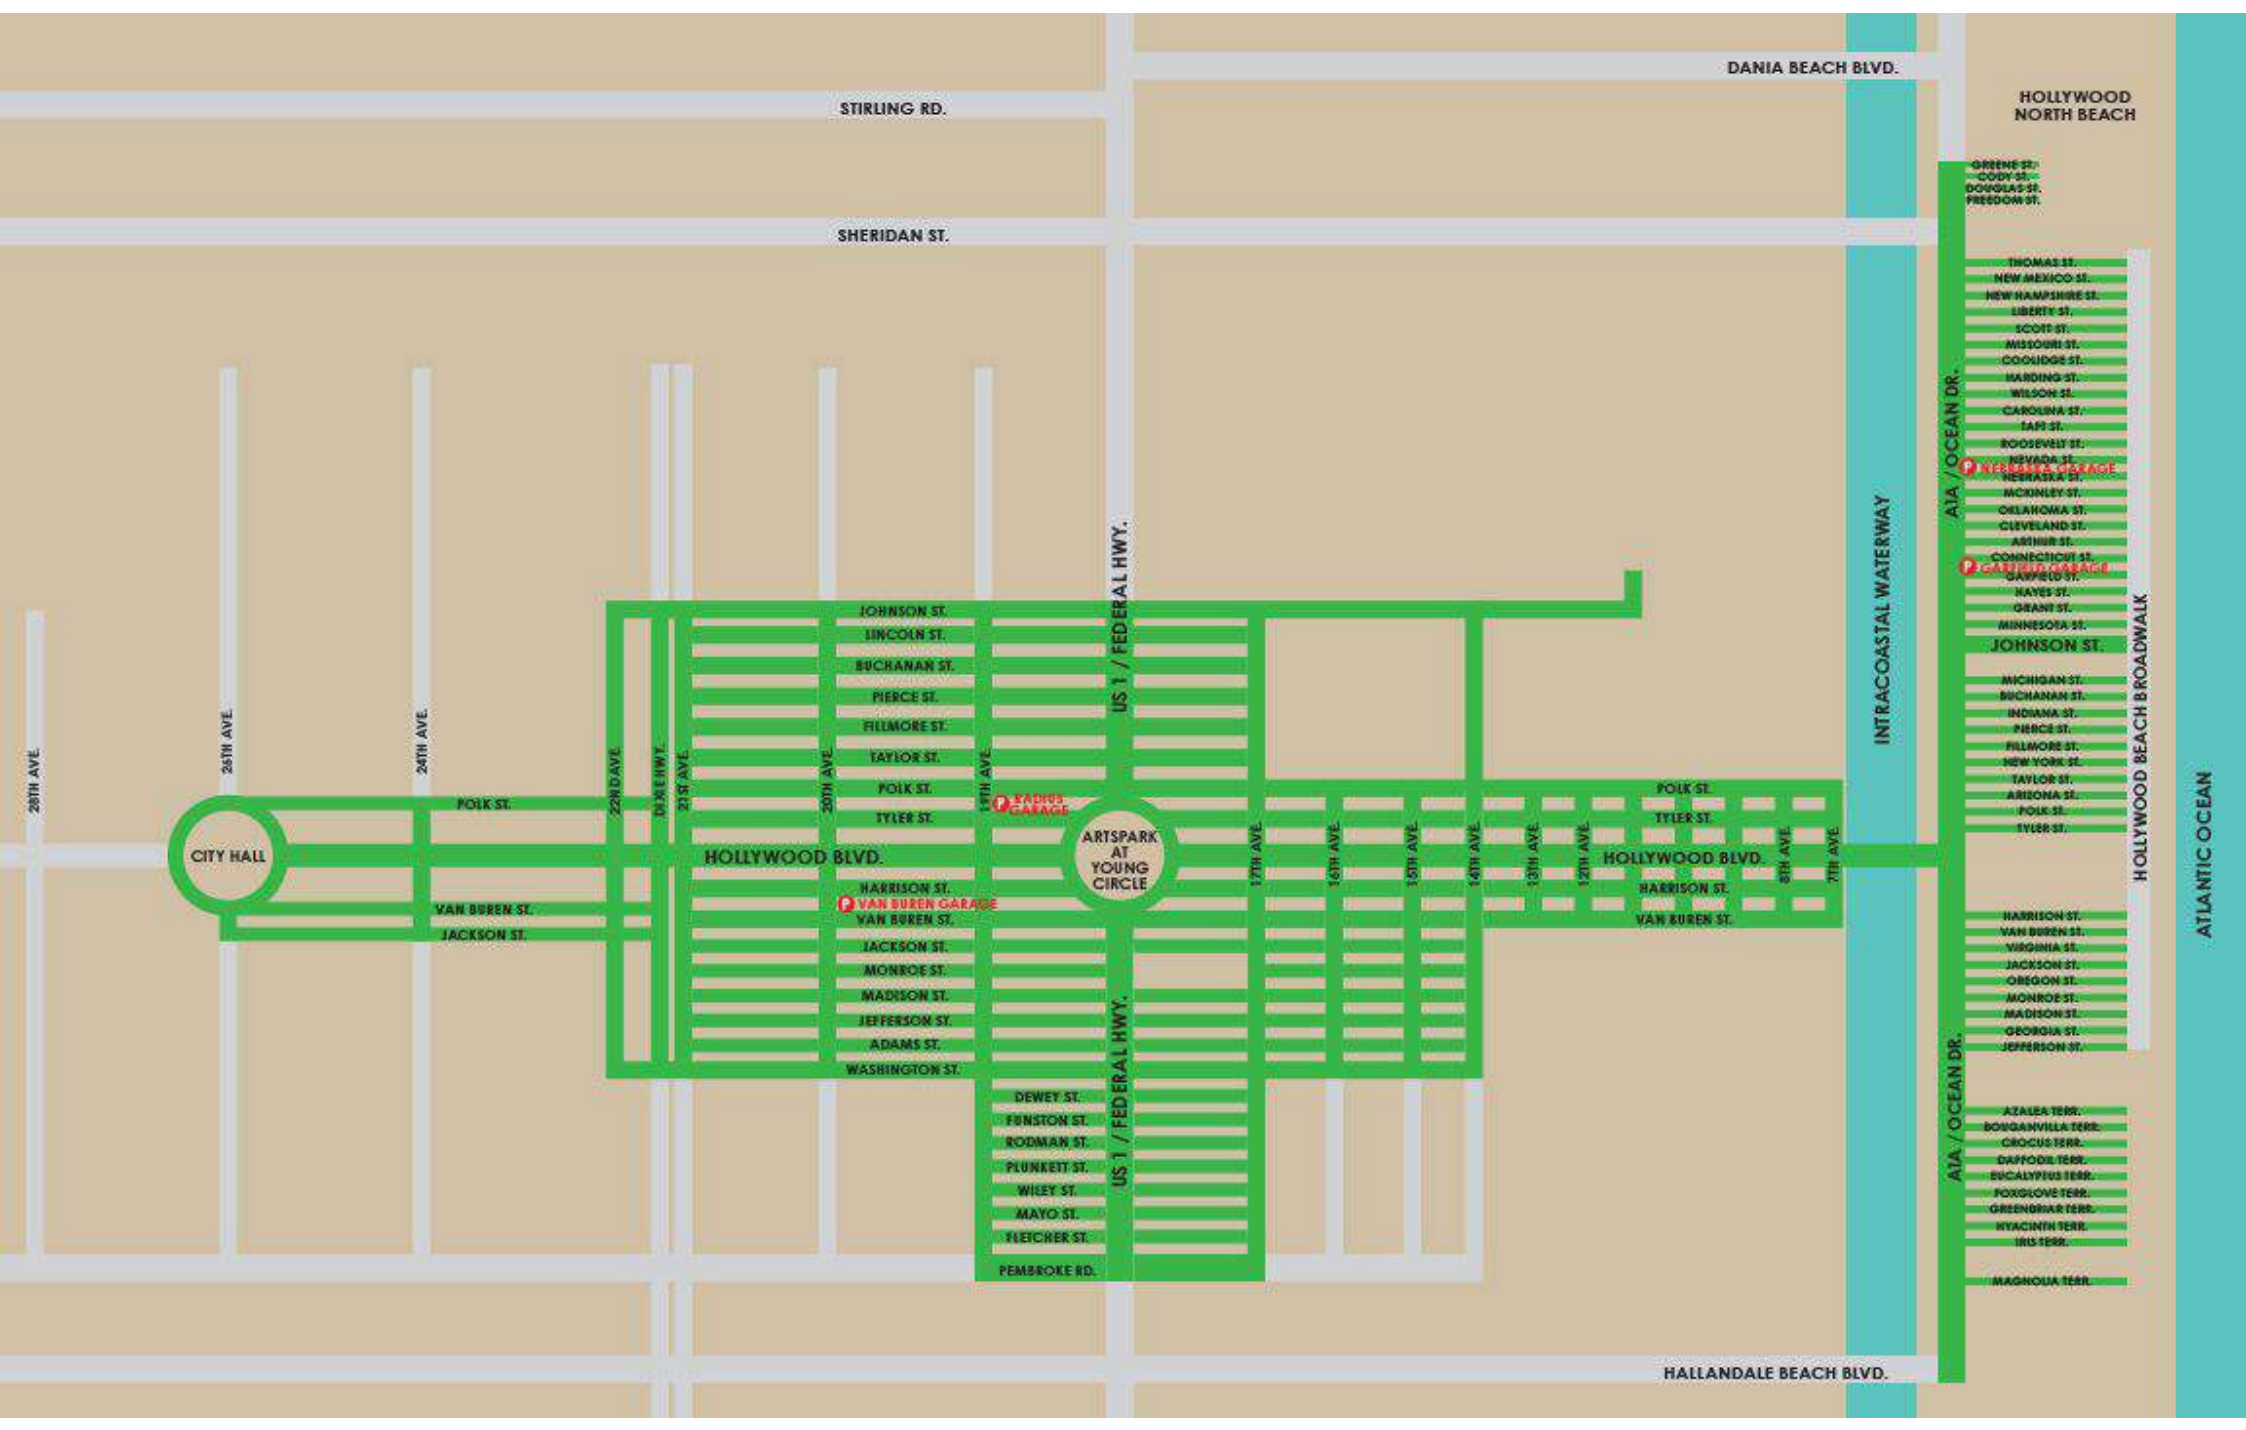 DANIA BEACH BLVD.
HOLLYWOOD
NORTH BEACH
STIRLING RD.
GREENE ST.
CODY ST.
DOUGLAS ST.
FREEDOM ST.
SHERIDAN ST.
THOMAS ST.
NEW MEXICO ST.
NEW HAMPSHIRE ST.
LIBERTY ST.
SCOTT ST.
MISSOURI ST.
COOLIDGE ST.
HARDING ST.
WILSON ST.
CAROLINA ST.
TAFT ST.
ROOSEVELT ST.
NEVADA ST.
P NEBRASKA GARAGE
NEBRASKA ST.
MCKINLEY ST.
OKLAHOMA ST.
CLEVELAND ST.
ARTHUR ST.
CONNECTICUT ST.
P GARFIELD GARAGE
GARFIELD ST.
HAYES ST.
GRANT ST.
MINNESOTA ST.
JOHNSON ST.
MICHIGAN ST.
BUCHANAN ST.
INDIANA ST.
PIERCE ST.
FILLMORE ST.
NEW YORK ST.
TAYLOR ST.
ARIZONA ST.
POLK ST.
TYLER ST.
HARRISON ST.
VAN BUREN ST.
VIRGINIA ST.
JACKSON ST.
OREGON ST.
MONROE ST.
MADISON ST.
GEORGIA ST.
JEFFERSON ST.
AZALEA TERR.
BOUGANVILLA TERR.
CROCUS TERR.
DAFFODIL TERR.
EUCALYPTUS TERR.
FOXGLOVE TERR.
GREENBRIAR TERR.
HYACINTH TERR.
IRIS TERR.
MAGNOLIA TERR.
A1A / OCEAN DR.
A1A / OCEAN DR.
INTRACOASTAL WATERWAY
HOLLYWOOD BEACH BROADWALK
ATLANTIC OCEAN
JOHNSON ST.
LINCOLN ST.
BUCHANAN ST.
PIERCE ST.
FILLMORE ST.
TAYLOR ST.
POLK ST.
TYLER ST.
P RADIUS
GARAGE
HOLLYWOOD BLVD.
HARRISON ST.
P VAN BUREN GARAGE
VAN BUREN ST.
JACKSON ST.
MONROE ST.
MADISON ST.
JEFFERSON ST.
ADAMS ST.
WASHINGTON ST.
DEWEY ST.
FUNSTON ST.
RODMAN ST.
PLUNKETT ST.
WILEY ST.
MAYO ST.
FLETCHER ST.
PEMBROKE RD.
US 1 / FEDERAL HWY.
US 1 / FEDERAL HWY.
ARTSPARK
AT
YOUNG
CIRCLE
28TH AVE.
26TH AVE.
24TH AVE.
22ND AVE.
DIXIE HWY.
21ST AVE.
20TH AVE.
19TH AVE.
17TH AVE.
16TH AVE.
15TH AVE.
14TH AVE.
13TH AVE.
12TH AVE.
8TH AVE.
7TH AVE.
POLK ST.
CITY HALL
VAN BUREN ST.
JACKSON ST.
POLK ST.
TYLER ST.
HOLLYWOOD BLVD.
HARRISON ST.
VAN BUREN ST.
HALLANDALE BEACH BLVD.